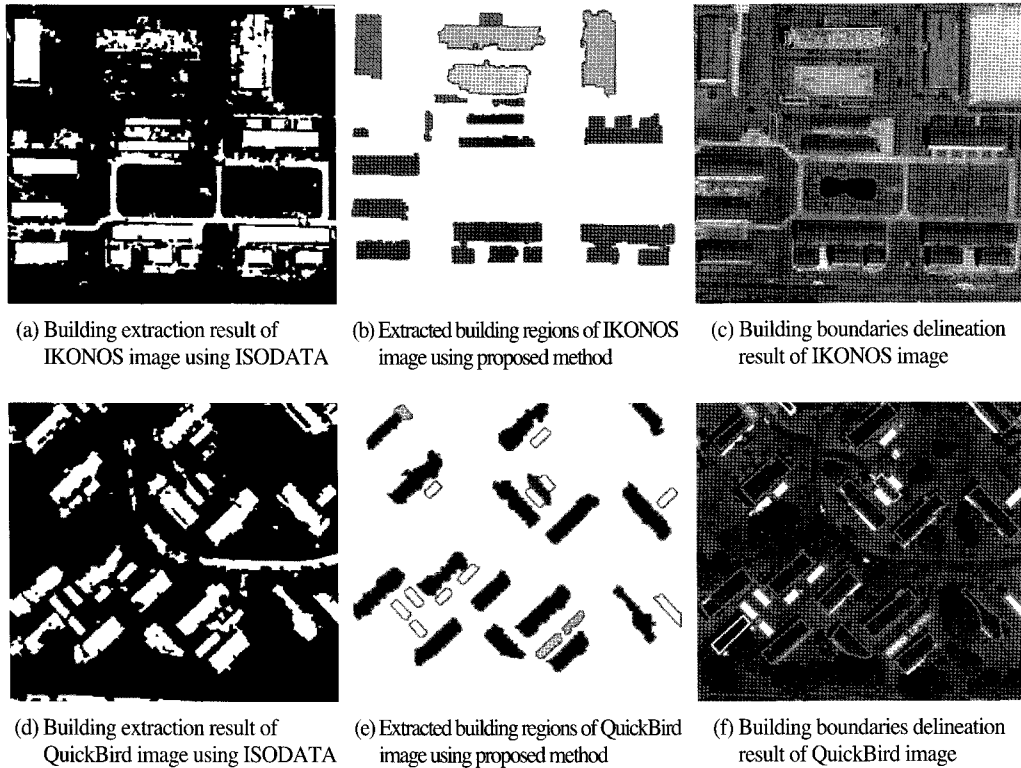 (a) Building extraction result of
IKONOS image using ISODATA
(b) Extracted building regions of IKONOS
image using proposed method
(c) Building boundaries delineation
result of IKONOS image
(d) Building extraction result of
QuickBird image using ISODATA
(e) Extracted building regions of QuickBird
image using proposed method
(f) Building boundaries delineation
result of QuickBird image